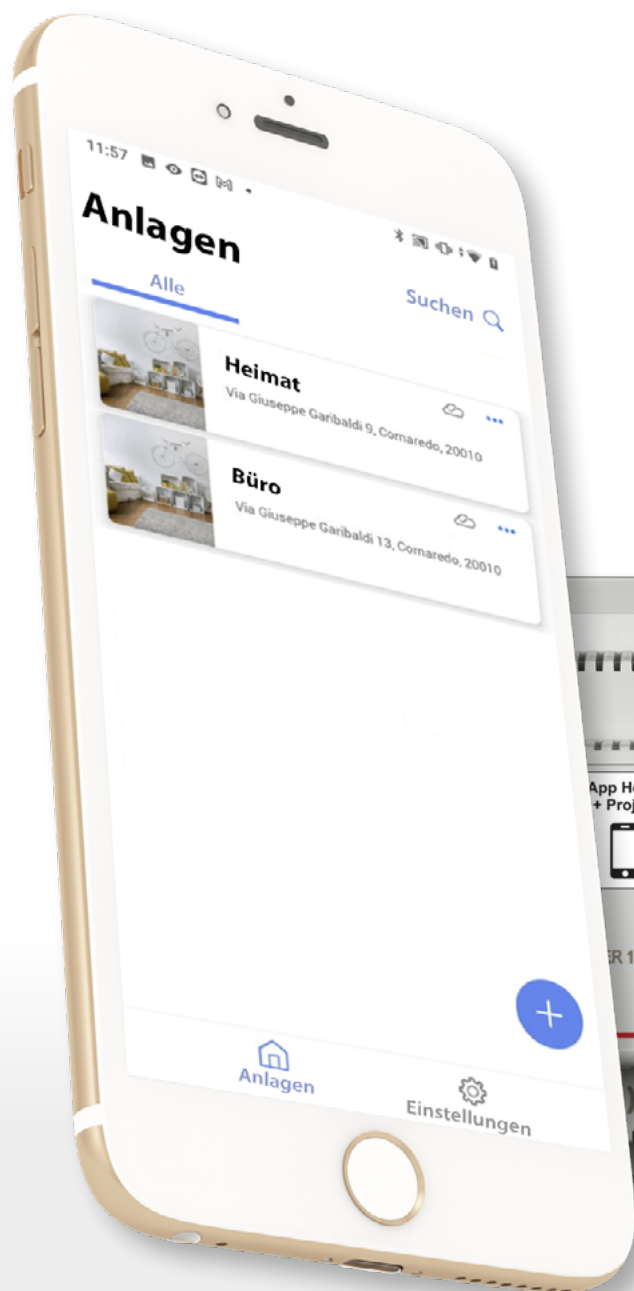 11:57
Anlagen
Alle
Suchen
Heimat
Via Giuseppe Garibaldi 9, Cornaredo, 20010
Büro
Via Giuseppe Garibaldi 13, Cornaredo, 20010
App
+
ER 1
Anlagen
Einstellungen